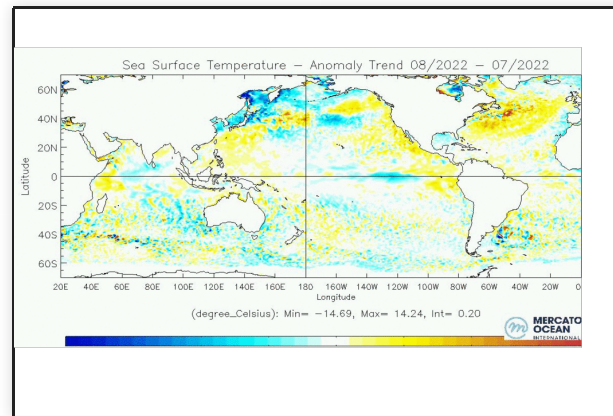 Sea Surface Temperature – Anomaly Trend 08/2022 – 07/2022
60N
40N
20N
0
20S
40S
60S
Latitude
20E 40E 60E 80E 100E 120E 140E 160E 180E 160W 140W 120W 100W 80W 60W 40W 20W 0
Longitude
(degree_Celsius): Min= −14.69, Max= 14.24, Int= 0.20
m
MERCATO
OCEAN
INTERNATIONAL